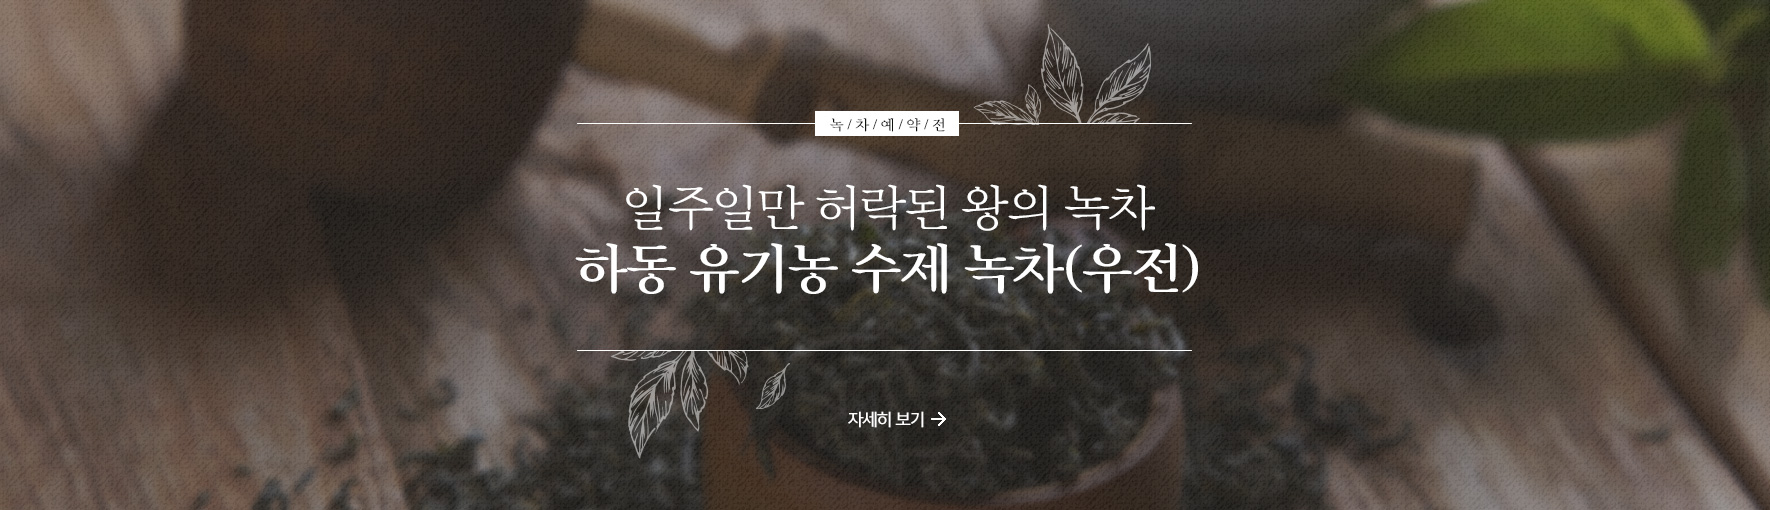 녹/차/예/약/전
일주일만 허락된 왕의 녹차
하동 유기농 수제 녹차(우전)
자세히 보기 →